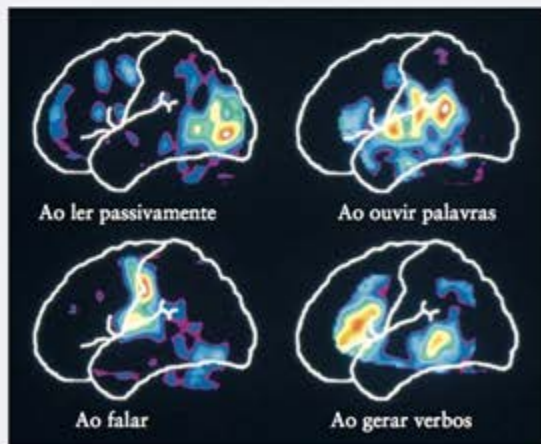 Ao ler passivamente
Ao ouvir palavras
Ao falar
Ao gerar verbos